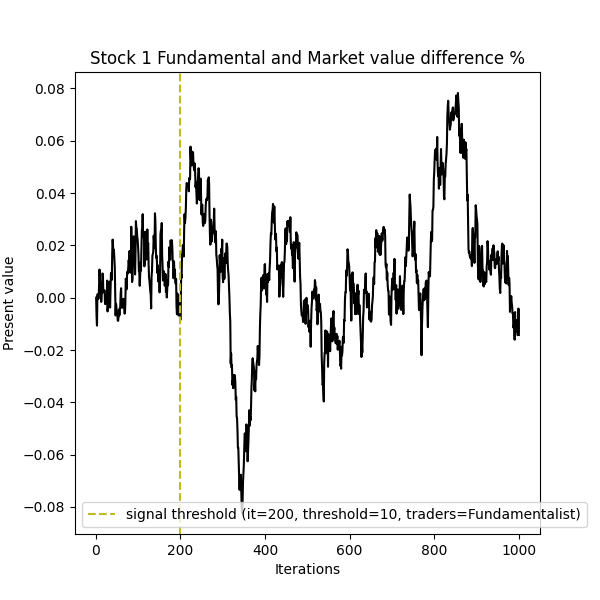 Stock 1 Fundamental and Market value difference %
0.08
0.06
0.04
0.02
0.00
−0.02
−0.04
−0.06
−0.08
Present value
signal threshold (it=200, threshold=10, traders=Fundamentalist)
0 200 400 600 800 1000
Iterations